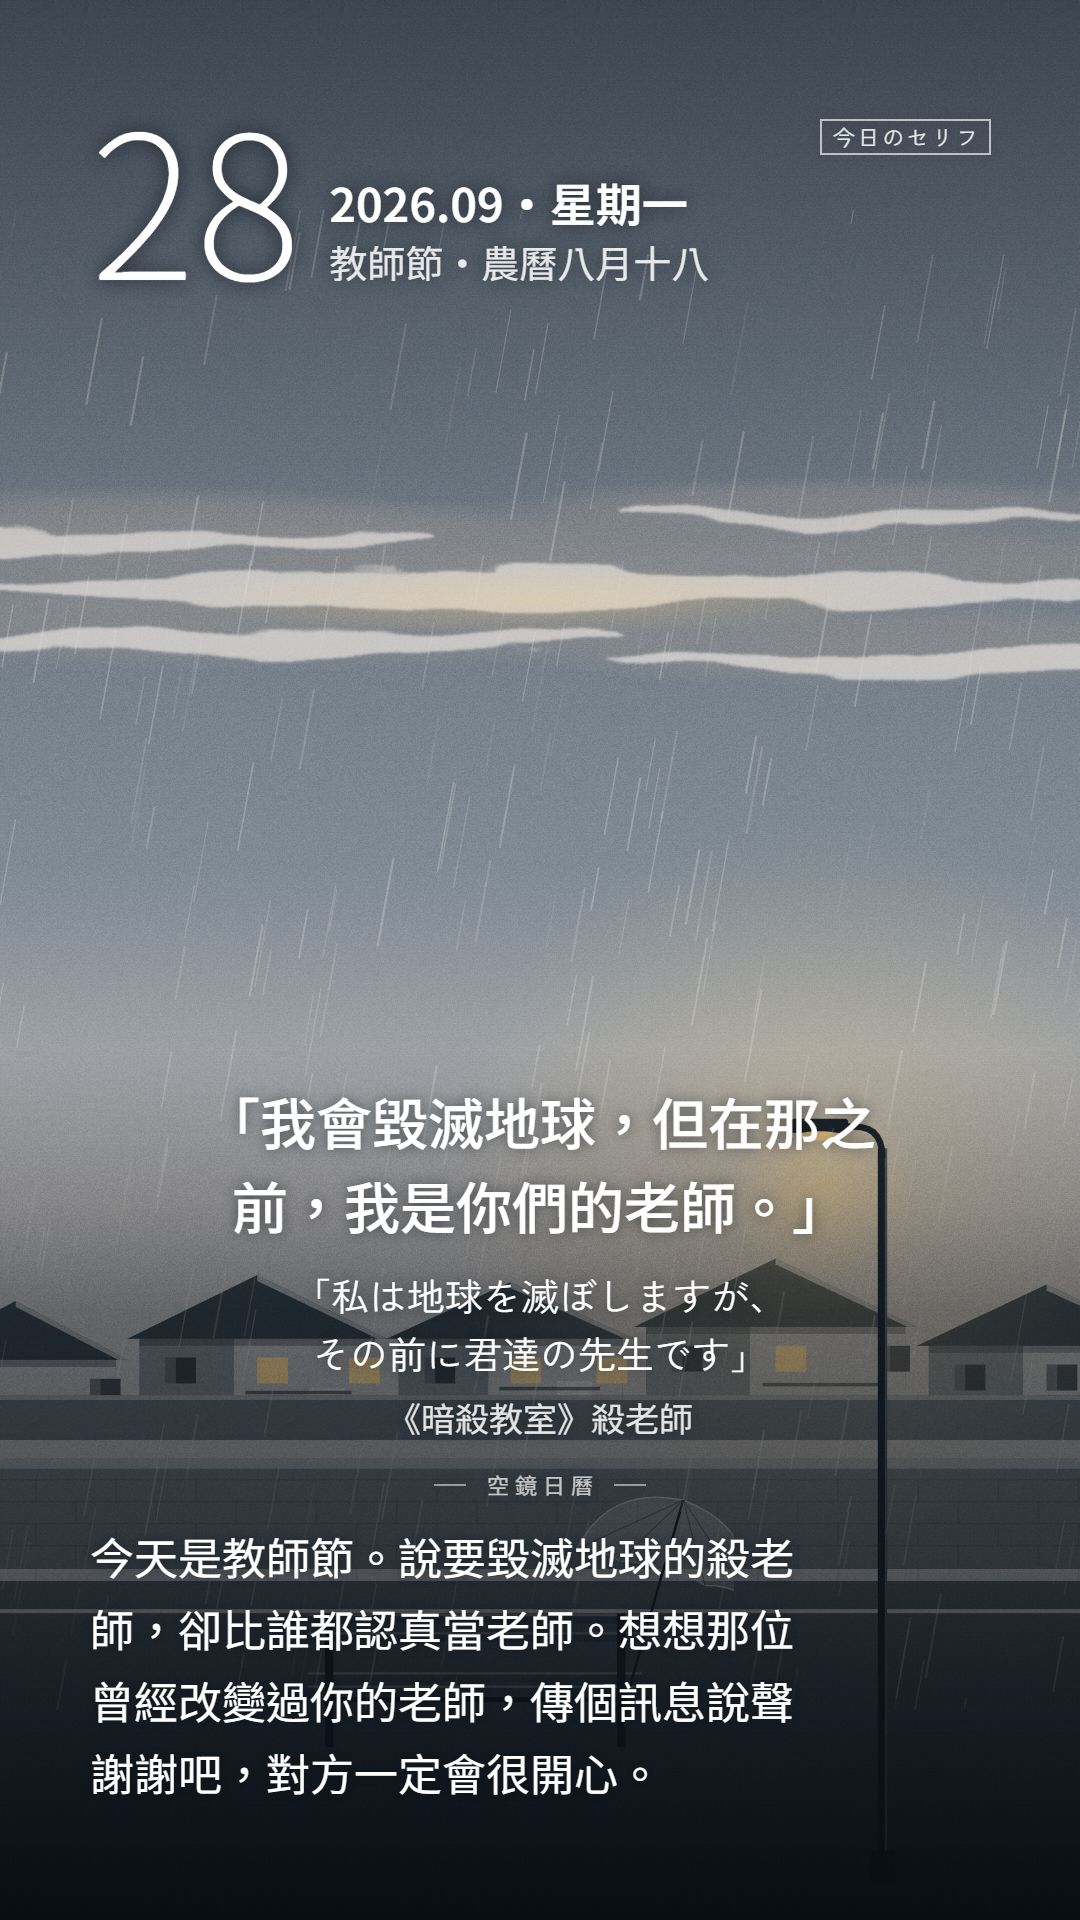 今日のセリフ
28
2026.09・星期一
教師節・農曆八月十八
「我會毀滅地球，但在那之
前，我是你們的老師。」
「私は地球を滅ぼしますが、
その前に君達の先生です」
《暗殺教室》殺老師
空鏡日曆
今天是教師節。說要毀滅地球的殺老
師，卻比誰都認真當老師。想想那位
曾經改變過你的老師，傳個訊息說聲
謝謝吧，對方一定會很開心。